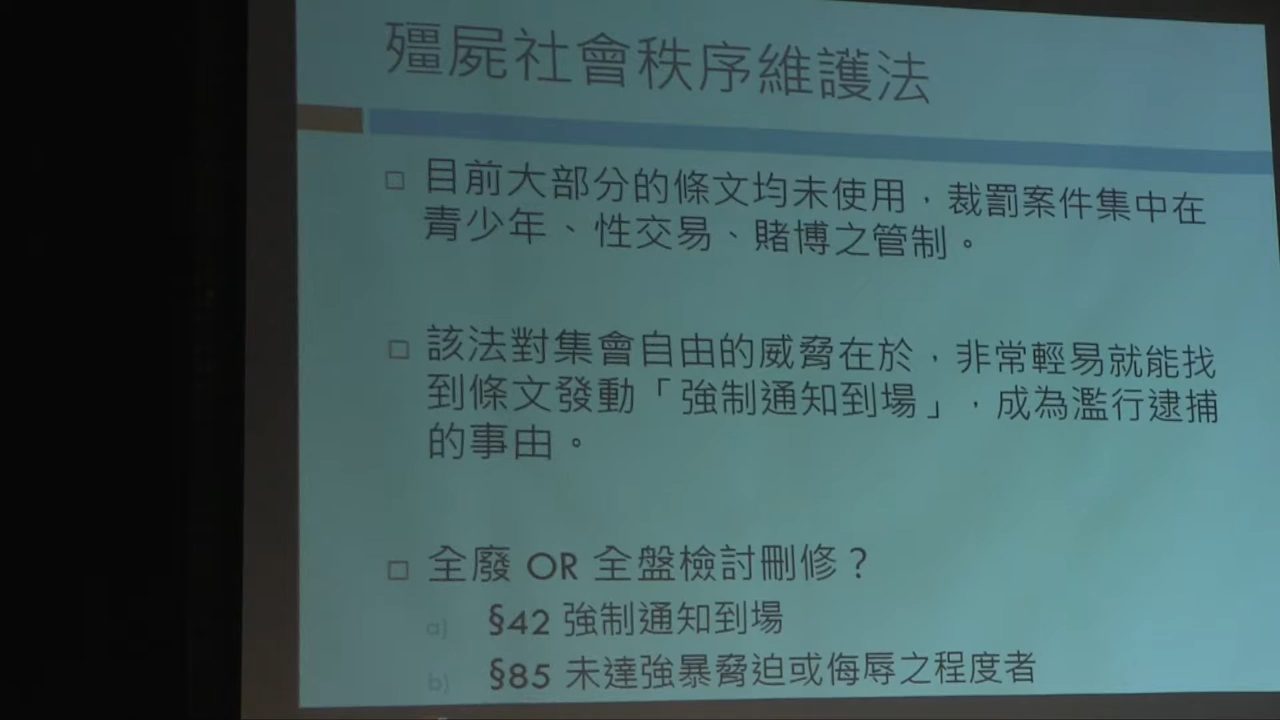 殭屍社會秩序維護法
目前大部分的條文均未使用，裁罰案件集中在
青少年、性交易、賭博之管制。
該法對集會自由的威脅在於，非常輕易就能找
到條文發動「強制通知到場」，成為濫行逮捕
的事由。
全廢 OR 全盤檢討刪修？
a) §42 強制通知到場
b) §85 未達強暴脅迫或侮辱之程度者